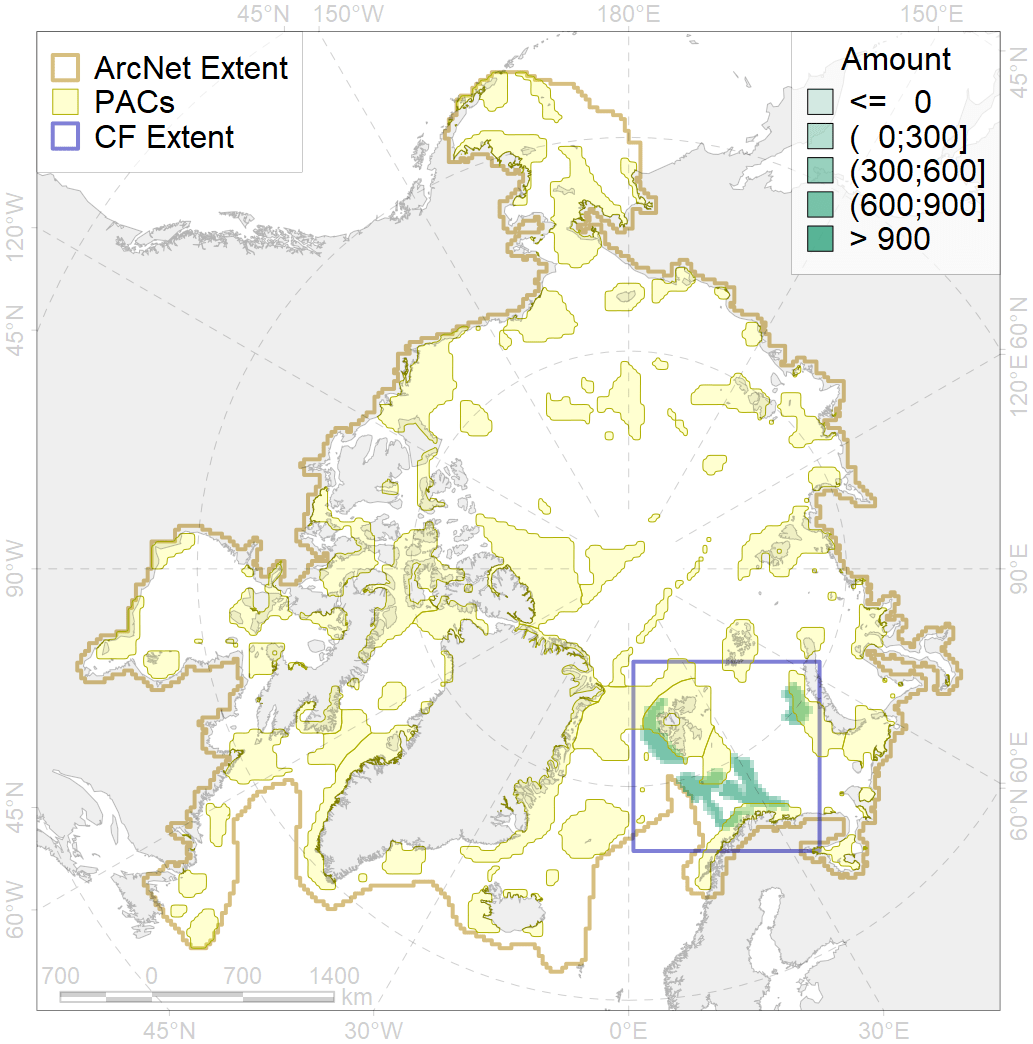 45°N 150°W 180°E 150°E
ArcNet Extent
PACs
CF Extent
Amount
<= 0
( 0;300]
(300;600]
(600;900]
> 900
45°N
120°W
45°N
60°N
120°E
90°W
90°E
60°E
45°N
60°N
60°W
700 0 700 1400
km
45°N 30°W 0°E 30°E